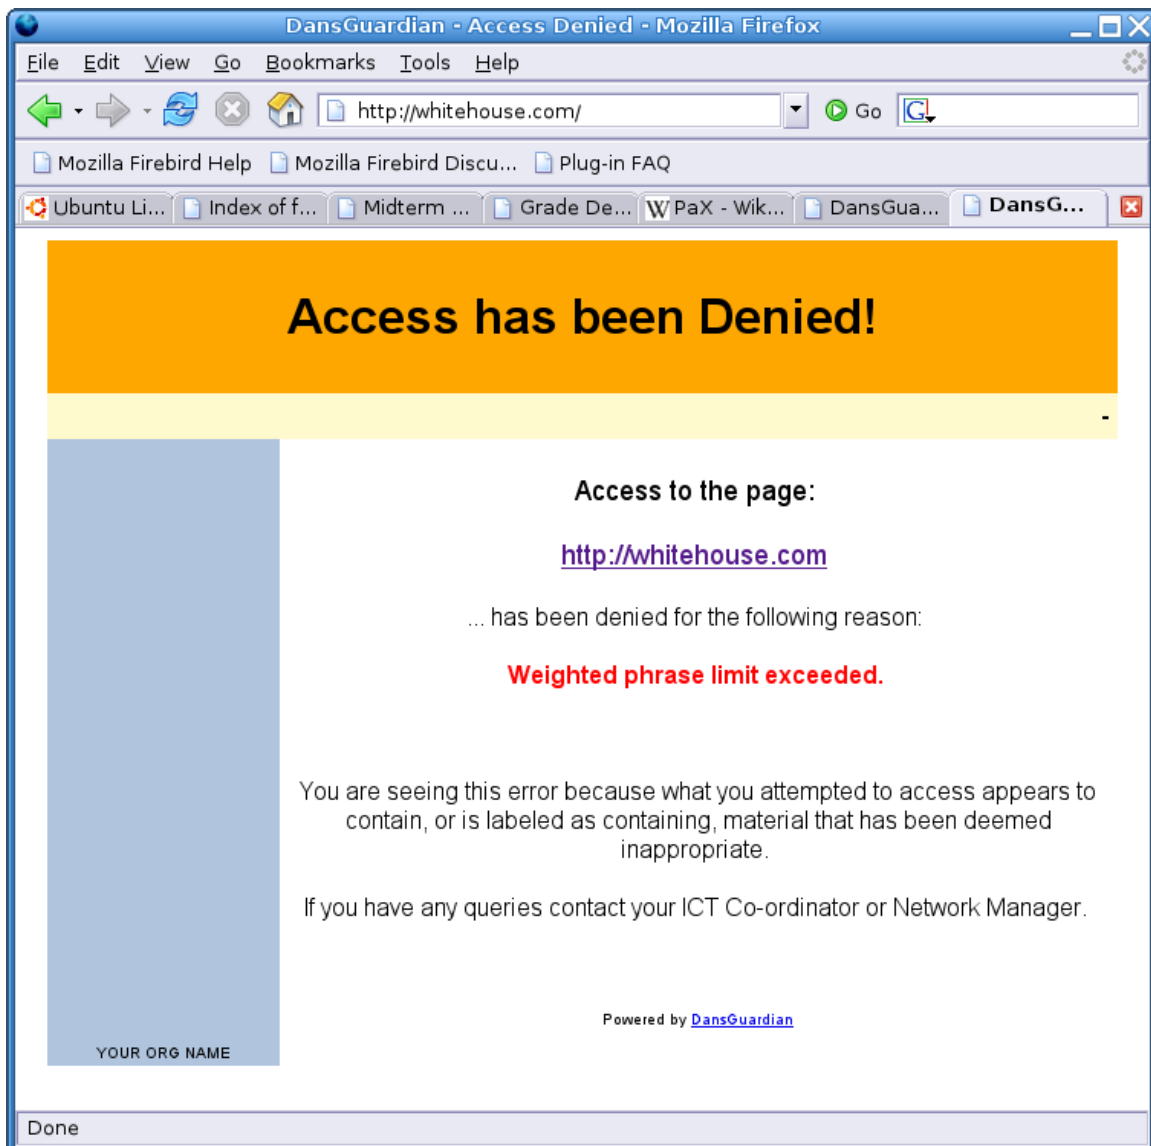 DansGuardian - Access Denied - Mozilla Firefox
File Edit View Go Bookmarks Tools Help
http://whitehouse.com/ Go G
Mozilla Firebird Help Mozilla Firebird Discu... Plug-in FAQ
Ubuntu Li... Index of f... Midterm ... Grade De... W PaX - Wik... DansGua... DansG...
Access has been Denied!
-
Access to the page:
http://whitehouse.com
... has been denied for the following reason:
Weighted phrase limit exceeded.
You are seeing this error because what you attempted to access appears to
contain, or is labeled as containing, material that has been deemed
inappropriate.
If you have any queries contact your ICT Co-ordinator or Network Manager.
Powered by DansGuardian
YOUR ORG NAME
Done